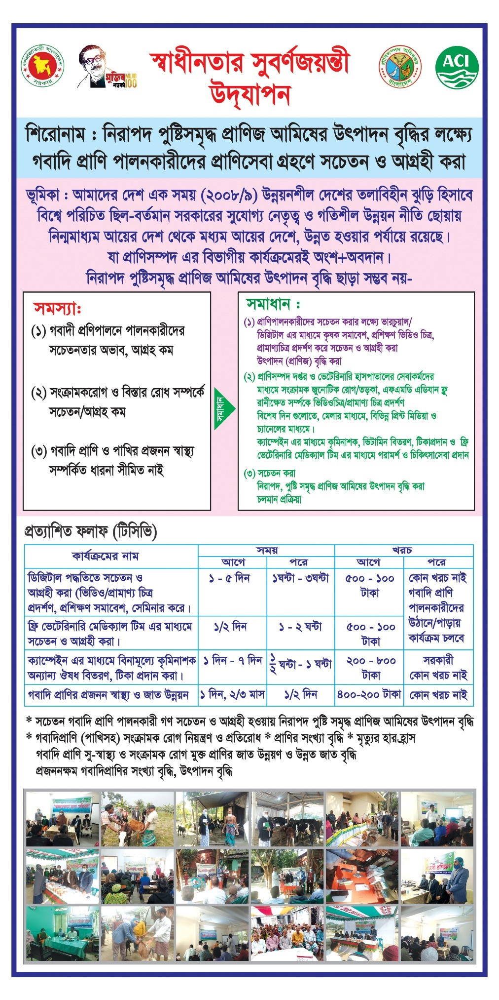 গণপ্রজাতন্ত্রী বাংলাদেশ
সরকার
মুজিব
শতবর্ষ
MUJIB
100
স্বাধীনতার সুবর্ণজয়ন্তী
উদ্‌যাপন
প্রাণিসম্পদ অধিদপ্তর
বাংলাদেশ
ACI
শিরোনাম : নিরাপদ পুষ্টিসমৃদ্ধ প্রাণিজ আমিষের উৎপাদন বৃদ্ধির লক্ষ্যে
গবাদি প্রাণি পালনকারীদের প্রাণিসেবা গ্রহণে সচেতন ও আগ্রহী করা
ভূমিকা : আমাদের দেশ এক সময় (২০০৮/৯) উন্নয়নশীল দেশের তলাবিহীন ঝুড়ি হিসাবে
বিশ্বে পরিচিত ছিল-বর্তমান সরকারের সুযোগ্য নেতৃত্ব ও গতিশীল উন্নয়ন নীতি ছোয়ায়
নিন্মমাধ্যম আয়ের দেশ থেকে মধ্যম আয়ের দেশে, উন্নত হওয়ার পর্যায়ে রয়েছে।
যা প্রাণিসম্পদ এর বিভাগীয় কার্যক্রমেরই অংশ+অবদান।
নিরাপদ পুষ্টিসমৃদ্ধ প্রাণিজ আমিষের উৎপাদন বৃদ্ধি ছাড়া সম্ভব নয়-
সমস্যা:
(১) গবাদী প্রণিপালনে পালনকারীদের
সচেতনতার অভাব, আগ্রহ কম
(২) সংক্রামকরোগ ও বিস্তার রোধ সম্পর্কে
সচেতন/আগ্রহ কম
(৩) গবাদি প্রাণি ও পাখির প্রজনন স্বাস্থ্য
সম্পর্কিত ধারনা সীমিত নাই
সমাধান
সমাধান :
(১) প্রাণিপালনকারীদের সচেতন করার লক্ষ্যে ভারচুয়াল/
ডিজিটাল এর মাধ্যমে কৃষক সমাবেশ, প্রশিক্ষণ ভিডিও চিত্র,
প্রামাণ্যচিত্র প্রদর্শণ করে সচেতন ও আগ্রহী করা
উৎপাদন (প্রাণিজ) বৃদ্ধি করা
(২) প্রাণিসম্পদ দপ্তর ও ভেটেরিনারি হাসপাতালের সেবাকর্মদের
মাধ্যমে সংক্রামক জুনোটিক রোগ/তড়কা, এফএমডি এডিযান ফ্লু
রানীক্ষেত সর্ম্পকে ভিডিওচিত্র/প্রামাণ্য চিত্র প্রদর্শণ
বিশেষ দিন গুলোতে, মেলার মাধ্যমে, বিভিন্ন প্রিন্ট মিডিয়া ও
চ্যানেলের মাধ্যমে।
ক্যাম্পেইন এর মাধ্যমে কৃমিনাশক, ভিটামিন বিতরণ, টিকাপ্রদান ও ফ্রি
ভেটেরিনারি মেডিক্যাল টিম এর মাধ্যমে পরামর্শ ও চিকিৎসাসেবা প্রদান
(৩) সচেতন করা
নিরাপদ, পুষ্টি সমৃদ্ধ প্রাণিজ আমিষের উৎপাদন বৃদ্ধি করা
চলমান প্রক্রিয়া
প্রত্যাশিত ফলাফ (টিসিভি)
কার্যক্রমের নাম
সময়
খরচ
আগে পরে আগে পরে
ডিজিটাল পদ্ধতিতে সচেতন ও
আগ্রহী করা (ভিডিও/প্রামাণ্য চিত্র
প্রদর্শণ, প্রশিক্ষণ সমাবেশ, সেমিনার করে।
১ - ৫ দিন
১ঘন্টা - ৩ঘন্টা
৫০০ - ১০০
টাকা
কোন খরচ নাই
গবাদি প্রাণি
পালনকারীদের
উঠানে/পাড়ায়
কার্যক্রম চলবে
ফ্রি ভেটেরিনারি মেডিক্যাল টিম এর মাধ্যমে
সচেতন ও আগ্রহী করা।
১/২ দিন
১ - ২ ঘন্টা
৫০০ - ১০০
টাকা
ক্যাম্পেইন এর মাধ্যমে বিনামূল্যে কৃমিনাশক
অন্যান্য ঔষধ বিতরণ, টিকা প্রদান করা।
১ দিন - ৭ দিন
১/২ ঘন্টা - ১ ঘন্টা
২০০ - ৮০০
টাকা
সরকারী
কোন খরচ নাই
গবাদি প্রাণির প্রজনন স্বাস্থ্য ও জাত উন্নয়ন
১ দিন, ২/৩ মাস
১/২ দিন
৪০০-২০০ টাকা
কোন খরচ নাই
* সচেতন গবাদি প্রাণি পালনকারী গণ সচেতন ও আগ্রহী হওয়ায় নিরাপদ পুষ্টি সমৃদ্ধ প্রাণিজ আমিষের উৎপাদন বৃদ্ধি
* গবাদিপ্রাণি (পাখিসহ) সংক্রামক রোগ নিয়ন্ত্রণ ও প্রতিরোধ * প্রাণির সংখ্যা বৃদ্ধি * মৃত্যুর হার হ্রাস
গবাদি প্রাণি সু-স্বাস্থ্য ও সংক্রামক রোগ মুক্ত প্রাণির জাত উন্নয়ণ ও উন্নত জাত বৃদ্ধি
প্রজননক্ষম গবাদিপ্রাণির সংখ্যা বৃদ্ধি, উৎপাদন বৃদ্ধি